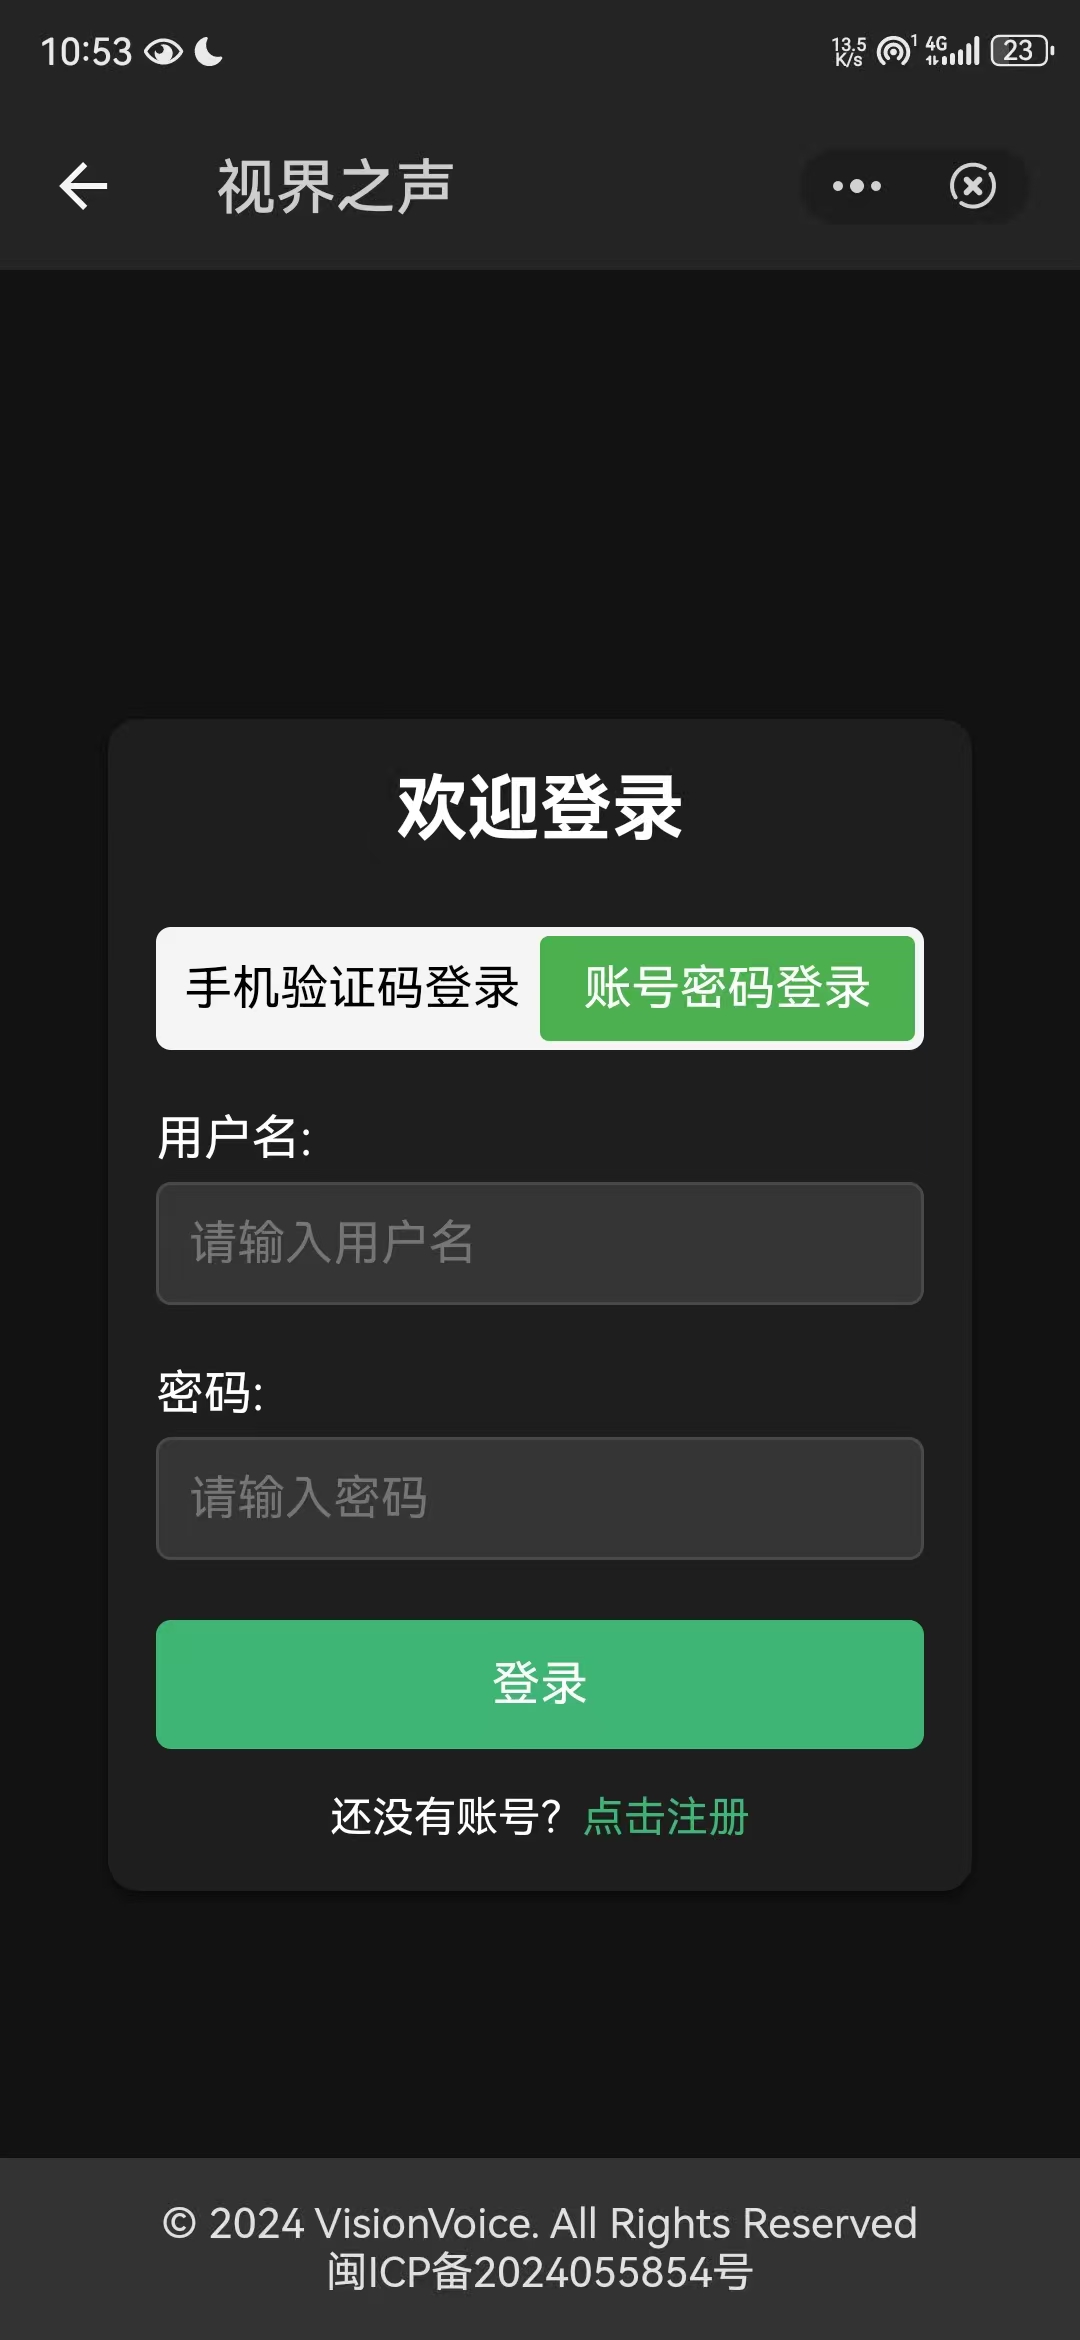 10:53
13.5 K/s
1 4G
23
视界之声
欢迎登录
手机验证码登录 账号密码登录
用户名:
请输入用户名
密码:
请输入密码
登录
还没有账号? 点击注册
© 2024 VisionVoice. All Rights Reserved
闽ICP备2024055854号